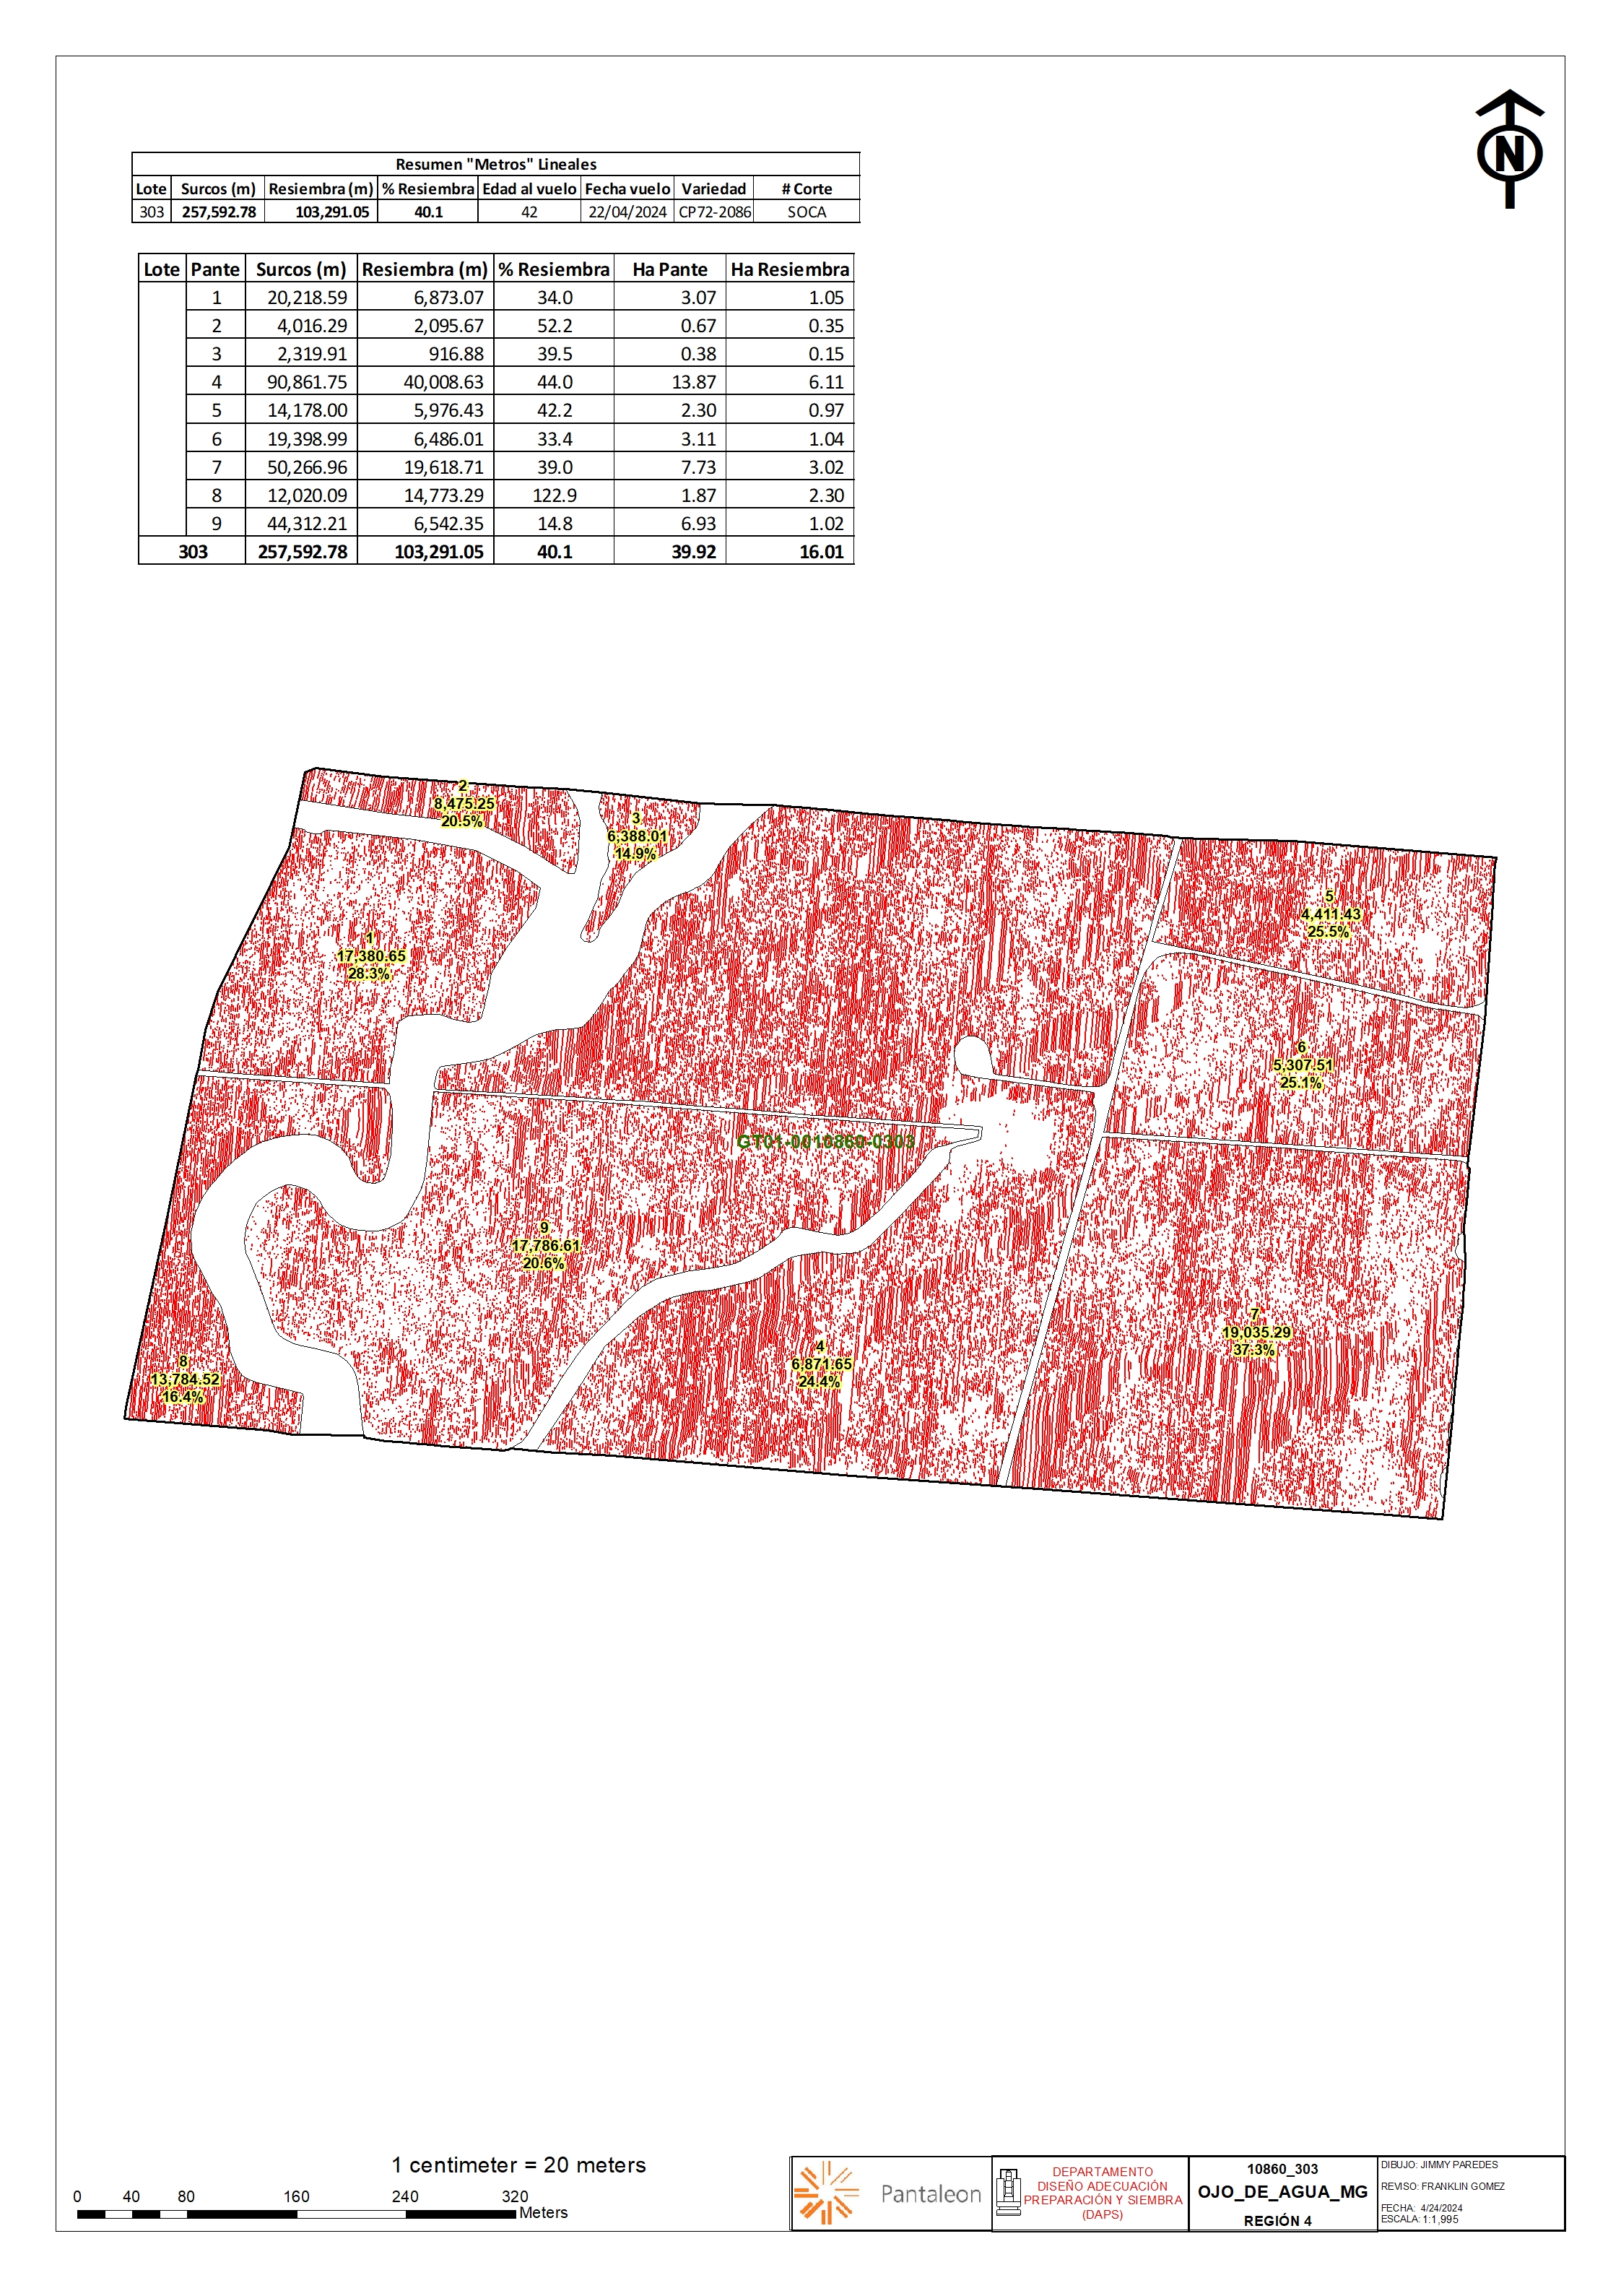 N
Resumen "Metros" Lineales
Lote Surcos (m) Resiembra (m) % Resiembra Edad al vuelo Fecha vuelo Variedad # Corte
303 257,592.78 103,291.05 40.1 42 22/04/2024 CP72-2086 SOCA
Lote Pante Surcos (m) Resiembra (m) % Resiembra Ha Pante Ha Resiembra
1 20,218.59 6,873.07 34.0 3.07 1.05
2 4,016.29 2,095.67 52.2 0.67 0.35
3 2,319.91 916.88 39.5 0.38 0.15
4 90,861.75 40,008.63 44.0 13.87 6.11
5 14,178.00 5,976.43 42.2 2.30 0.97
6 19,398.99 6,486.01 33.4 3.11 1.04
7 50,266.96 19,618.71 39.0 7.73 3.02
8 12,020.09 14,773.29 122.9 1.87 2.30
9 44,312.21 6,542.35 14.8 6.93 1.02
303 257,592.78 103,291.05 40.1 39.92 16.01
2
8,475.25
20.5%
3
6,388.01
14.9%
5
4,411.43
25.5%
1
17,380.65
28.3%
6
5,307.51
25.1%
GT01-0010860-0303
9
17,786.61
20.6%
7
19,035.29
37.3%
4
6,871.65
24.4%
8
13,784.52
16.4%
1 centimeter = 20 meters
0 40 80 160 240 320
Meters
Pantaleon
DEPARTAMENTO
DISEÑO ADECUACIÓN
PREPARACIÓN Y SIEMBRA
(DAPS)
10860_303
OJO_DE_AGUA_MG
REGIÓN 4
DIBUJO: JIMMY PAREDES
REVISO: FRANKLIN GOMEZ
FECHA: 4/24/2024
ESCALA: 1:1,995